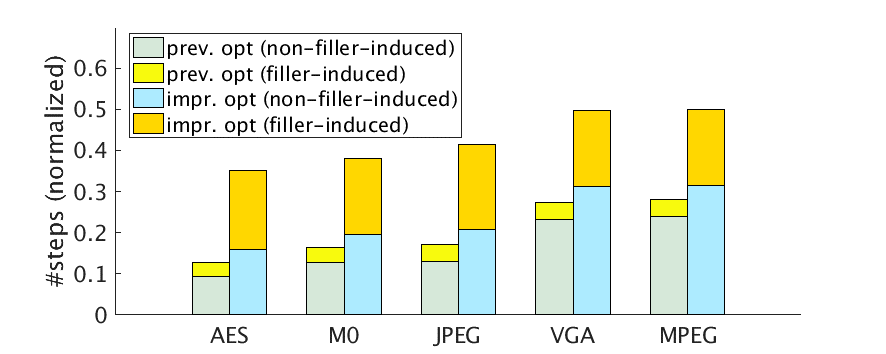 prev. opt (non-filler-induced)
prev. opt (filler-induced)
impr. opt (non-filler-induced)
impr. opt (filler-induced)
#steps (normalized)
0.6
0.5
0.4
0.3
0.2
0.1
0
AES M0 JPEG VGA MPEG